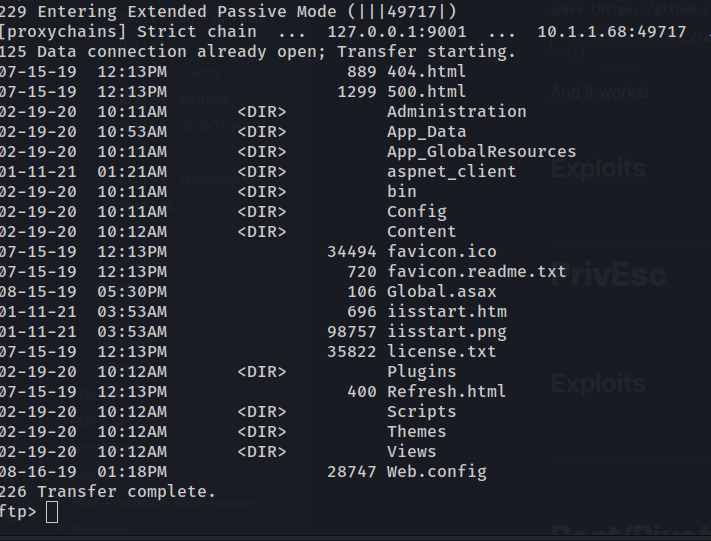 229 Entering Extended Passive Mode (|||49717|)
[proxychains] Strict chain  ...  127.0.0.1:9001  ...  10.1.1.68:49717  .
125 Data connection already open; Transfer starting.
07-15-19  12:13PM                  889 404.html
07-15-19  12:13PM                 1299 500.html
02-19-20  10:11AM       <DIR>          Administration
02-19-20  10:53AM       <DIR>          App_Data
02-19-20  10:11AM       <DIR>          App_GlobalResources
01-11-21  01:21AM       <DIR>          aspnet_client
02-19-20  10:11AM       <DIR>          bin
02-19-20  10:11AM       <DIR>          Config
02-19-20  10:12AM       <DIR>          Content
07-15-19  12:13PM                34494 favicon.ico
07-15-19  12:13PM                  720 favicon.readme.txt
08-15-19  05:30PM                  106 Global.asax
01-11-21  03:53AM                  696 iisstart.htm
01-11-21  03:53AM                98757 iisstart.png
07-15-19  12:13PM                35822 license.txt
02-19-20  10:12AM       <DIR>          Plugins
07-15-19  12:13PM                  400 Refresh.html
02-19-20  10:12AM       <DIR>          Scripts
02-19-20  10:12AM       <DIR>          Themes
02-19-20  10:12AM       <DIR>          Views
08-16-19  01:18PM                28747 Web.config
226 Transfer complete.
ftp>
And it works!
Exploits
PrivEsc
Exploits